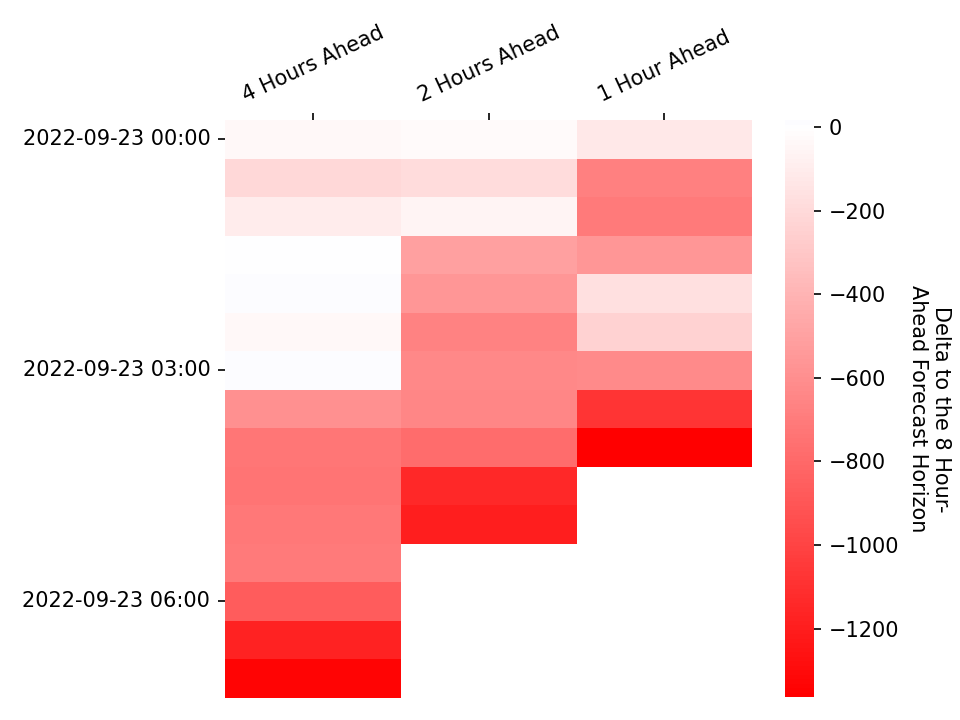 4 Hours Ahead
2 Hours Ahead
1 Hour Ahead
2022-09-23 00:00
2022-09-23 03:00
2022-09-23 06:00
0
−200
−400
−600
−800
−1000
−1200
Delta to the 8 Hour-
Ahead Forecast Horizon